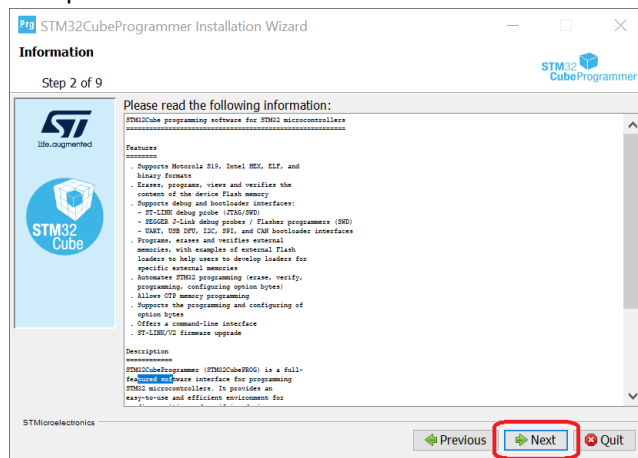 Prg STM32CubeProgrammer Installation Wizard
Information
Step 2 of 9
STM32
CubeProgrammer
ST
life.augmented
STM32
Cube
Please read the following information:
STM32Cube programming software for STM32 microcontrollers
=======================================================
Features
========
. Supports Motorola S19, Intel HEX, ELF, and
binary formats
. Erases, programs, views and verifies the
content of the device Flash memory
. Supports debug and bootloader interfaces:
- ST-LINK debug probe (JTAG/SWD)
- SEGGER J-Link debug probes / Flasher programmers (SWD)
- UART, USB DFU, I2C, SPI, and CAN bootloader interfaces
. Programs, erases and verifies external
memories, with examples of external Flash
loaders to help users to develop loaders for
specific external memories
. Automates STM32 programming (erase, verify,
programming, configuring option bytes)
. Allows OTP memory programming
. Supports the programming and configuring of
option bytes
. Offers a command-line interface
. ST-LINK/V2 firmware upgrade
Description
===========
STM32CubeProgrammer (STM32CubePROG) is a full-
featured software interface for programming
STM32 microcontrollers. It provides an
easy-to-use and efficient environment for
STMicroelectronics
Previous
Next
Quit